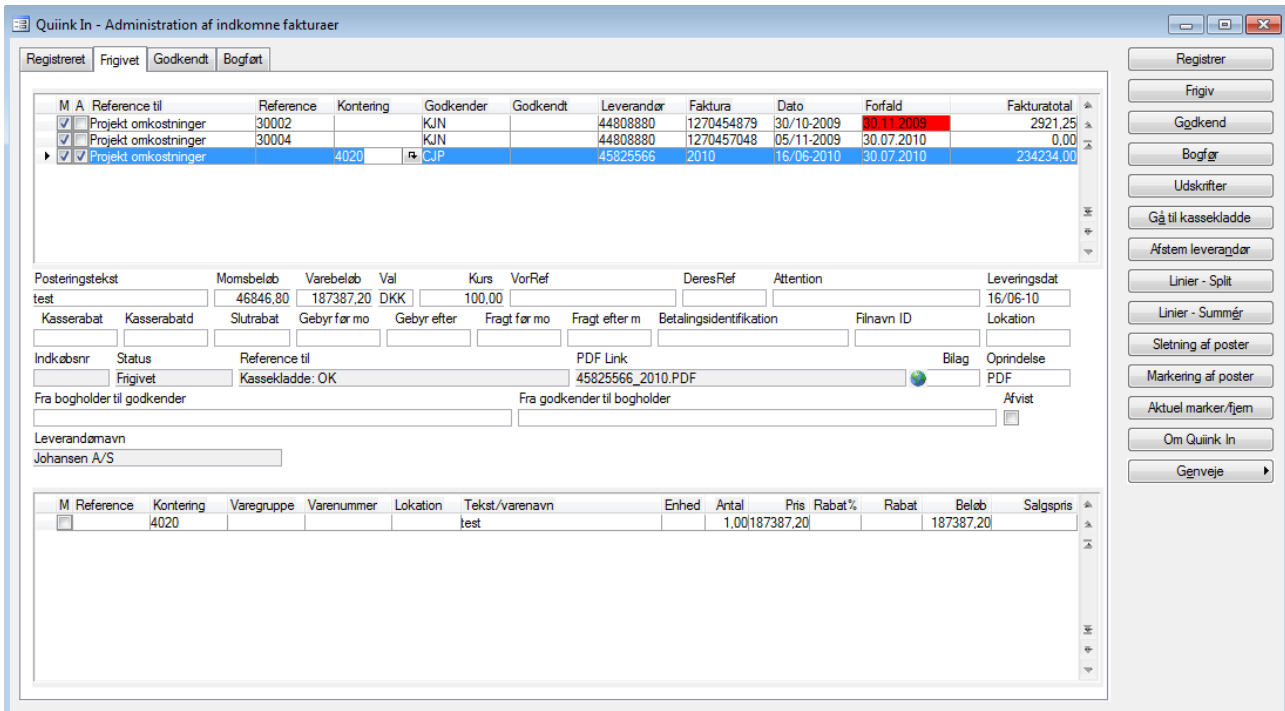 Quiink In - Administration af indkomne fakturaer
Registreret Frigivet Godkendt Bogført
M A Reference til Reference Kontering Godkender Godkendt Leverandør Faktura Dato Forfald Fakturatotal
Projekt omkostninger 30002 KJN 44808880 1270454879 30/10-2009 30.11.2009 2921,25
Projekt omkostninger 30004 KJN 44808880 1270457048 05/11-2009 30.07.2010 0,00
Projekt omkostninger 4020 CJP 45825566 2010 16/06-2010 30.07.2010 234234,00
Posteringstekst Momsbeløb Varebeløb Val Kurs VorRef DeresRef Attention Leveringsdat
test 46846,80 187387,20 DKK 100,00 16/06-10
Kasserabat Kasserabatd Slutrabat Gebyr før mo Gebyr efter Fragt før mo Fragt efter m Betalingsidentifikation Filnavn ID Lokation
Indkøbsnr Status Reference til PDF Link Bilag Oprindelse
Frigivet Kassekladde: OK 45825566_2010.PDF PDF
Fra bogholder til godkender Fra godkender til bogholder Afvist
Leverandørnavn
Johansen A/S
M Reference Kontering Varegruppe Varenummer Lokation Tekst/varenavn Enhed Antal Pris Rabat% Rabat Beløb Salgspris
4020 test 1,00 187387,20 187387,20
Registrer
Frigiv
Godkend
Bogfør
Udskrifter
Gå til kassekladde
Afstem leverandør
Linier - Split
Linier - Summér
Sletning af poster
Markering af poster
Aktuel marker/fjern
Om Quiink In
Genveje